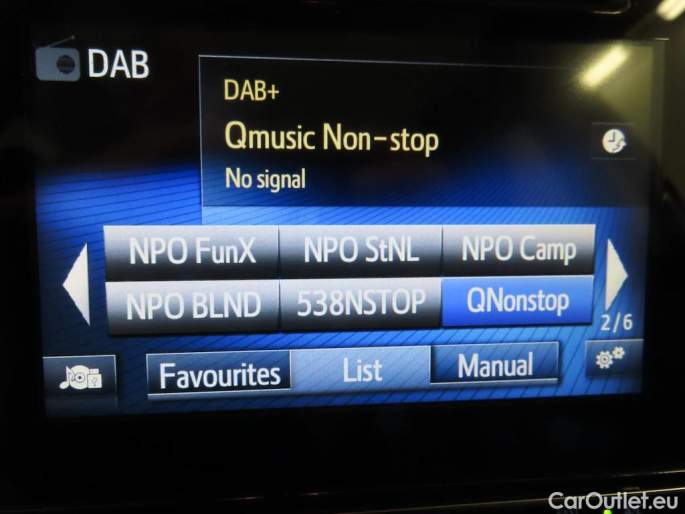 DAB
DAB+
Qmusic Non-stop
No signal
NPO FunX NPO StNL NPO Camp
NPO BLND 538NSTOP QNonstop
2/6
Favourites List Manual
CarOutlet.eu